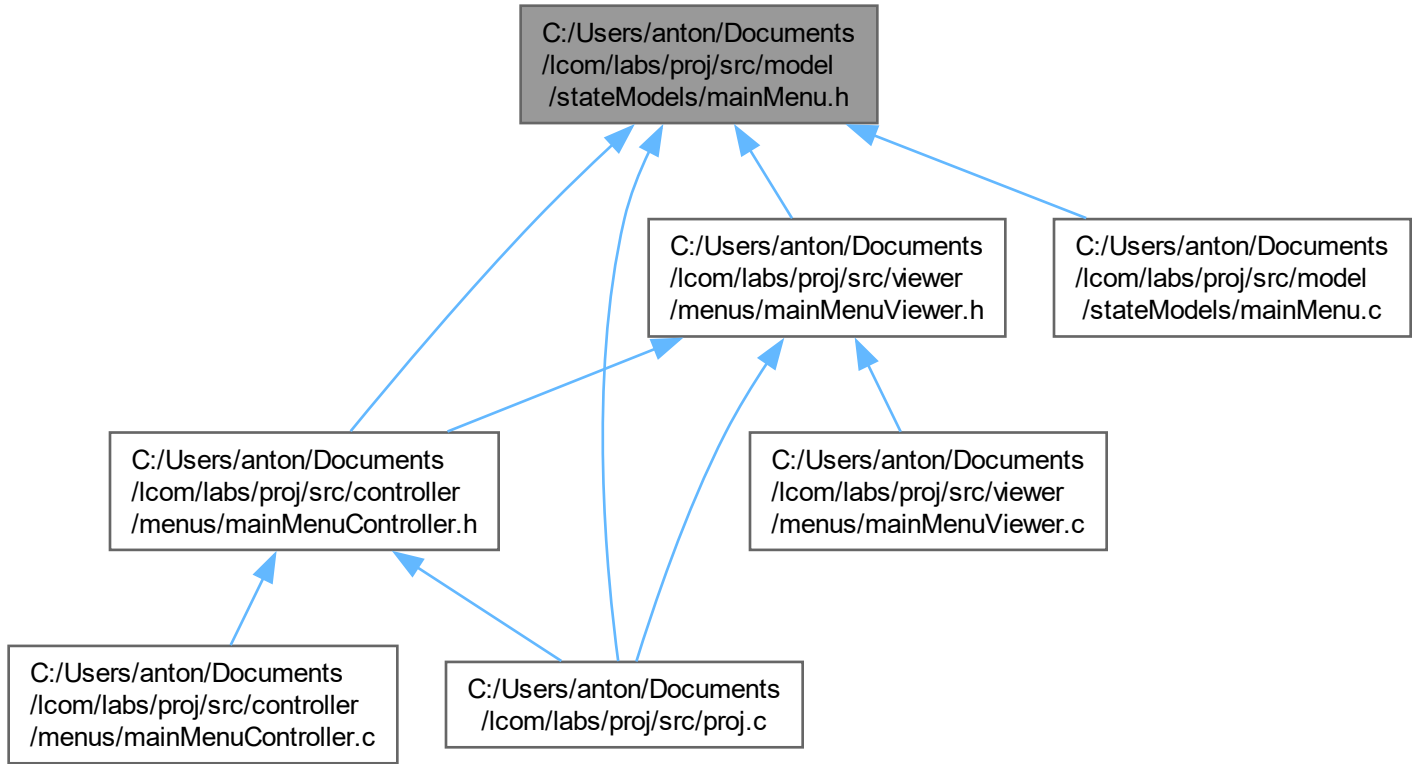 C:/Users/anton/Documents
/lcom/labs/proj/src/model
/stateModels/mainMenu.h
C:/Users/anton/Documents
/lcom/labs/proj/src/viewer
/menus/mainMenuViewer.h
C:/Users/anton/Documents
/lcom/labs/proj/src/model
/stateModels/mainMenu.c
C:/Users/anton/Documents
/lcom/labs/proj/src/controller
/menus/mainMenuController.h
C:/Users/anton/Documents
/lcom/labs/proj/src/viewer
/menus/mainMenuViewer.c
C:/Users/anton/Documents
/lcom/labs/proj/src/controller
/menus/mainMenuController.c
C:/Users/anton/Documents
/lcom/labs/proj/src/proj.c